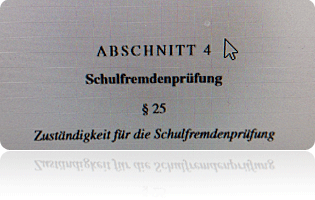 ABSCHNITT 4
Schulfremdenprüfung
§ 25
Zuständigkeit für die Schulfremdenprüfung